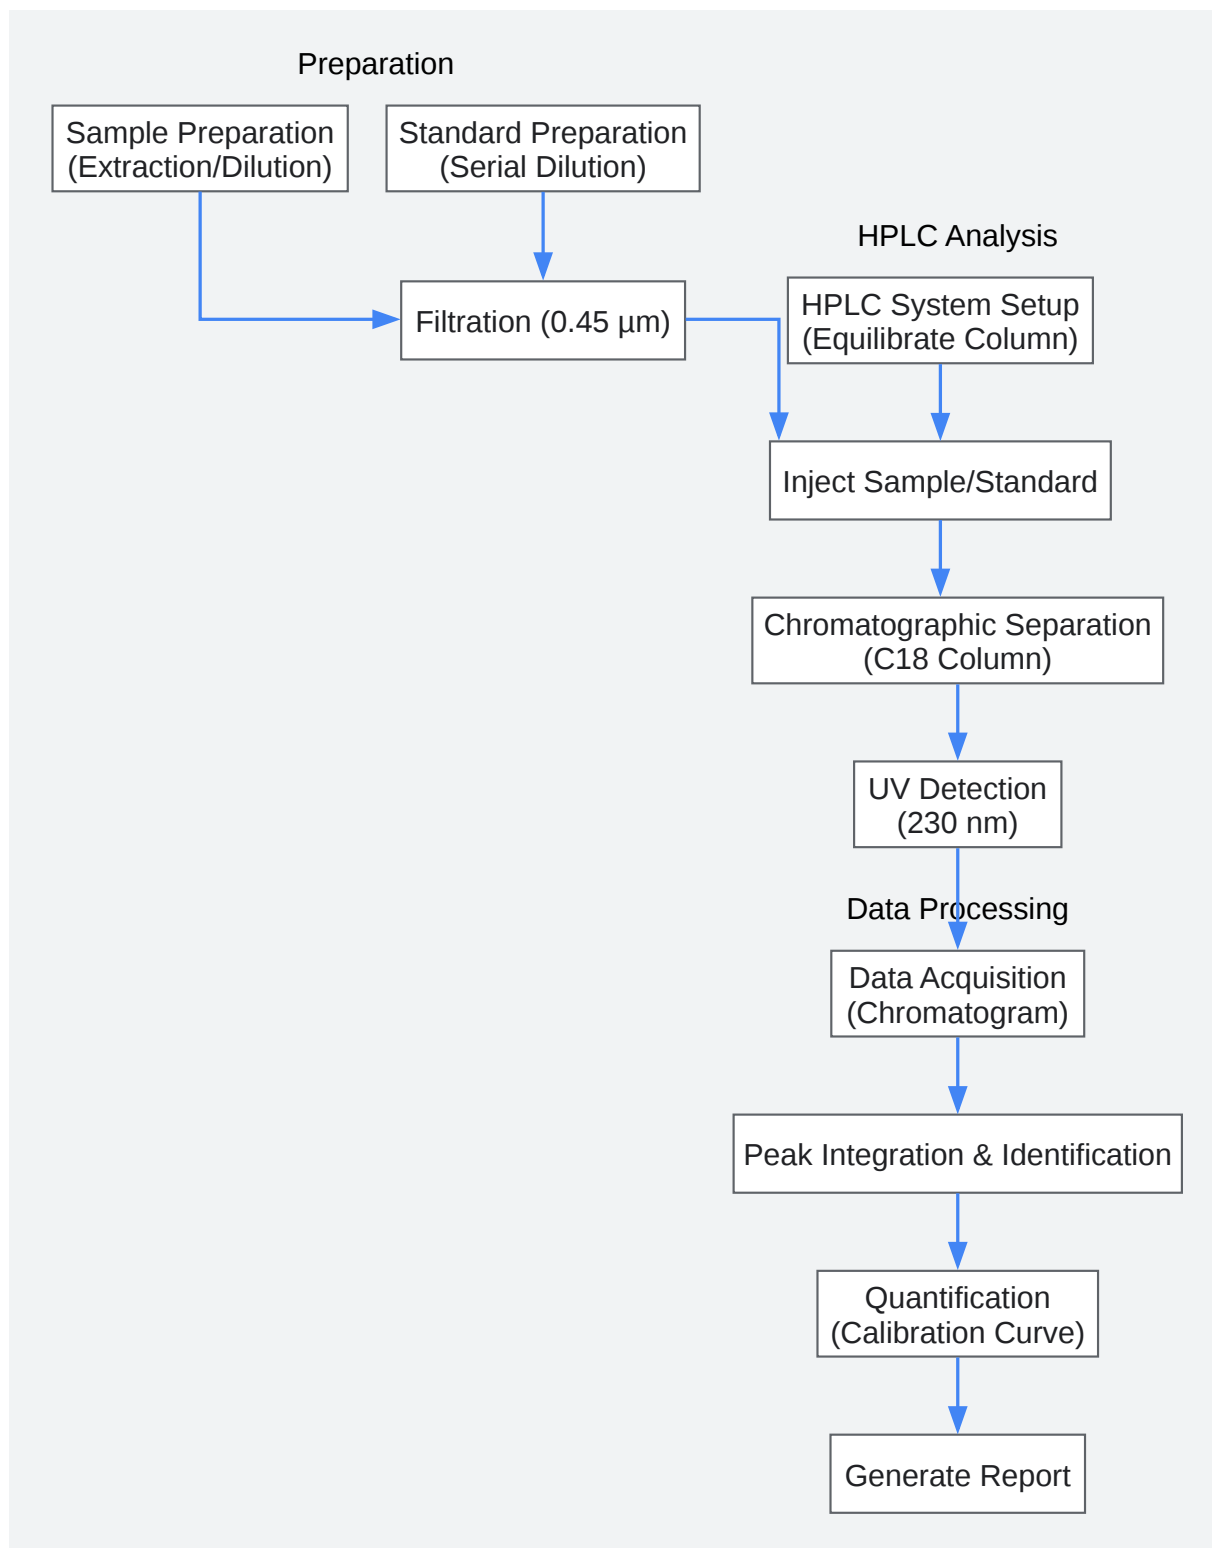 Preparation
Sample Preparation
(Extraction/Dilution)
Standard Preparation
(Serial Dilution)
Filtration (0.45 µm)
HPLC Analysis
HPLC System Setup
(Equilibrate Column)
Inject Sample/Standard
Chromatographic Separation
(C18 Column)
UV Detection
(230 nm)
Data Processing
Data Acquisition
(Chromatogram)
Peak Integration & Identification
Quantification
(Calibration Curve)
Generate Report